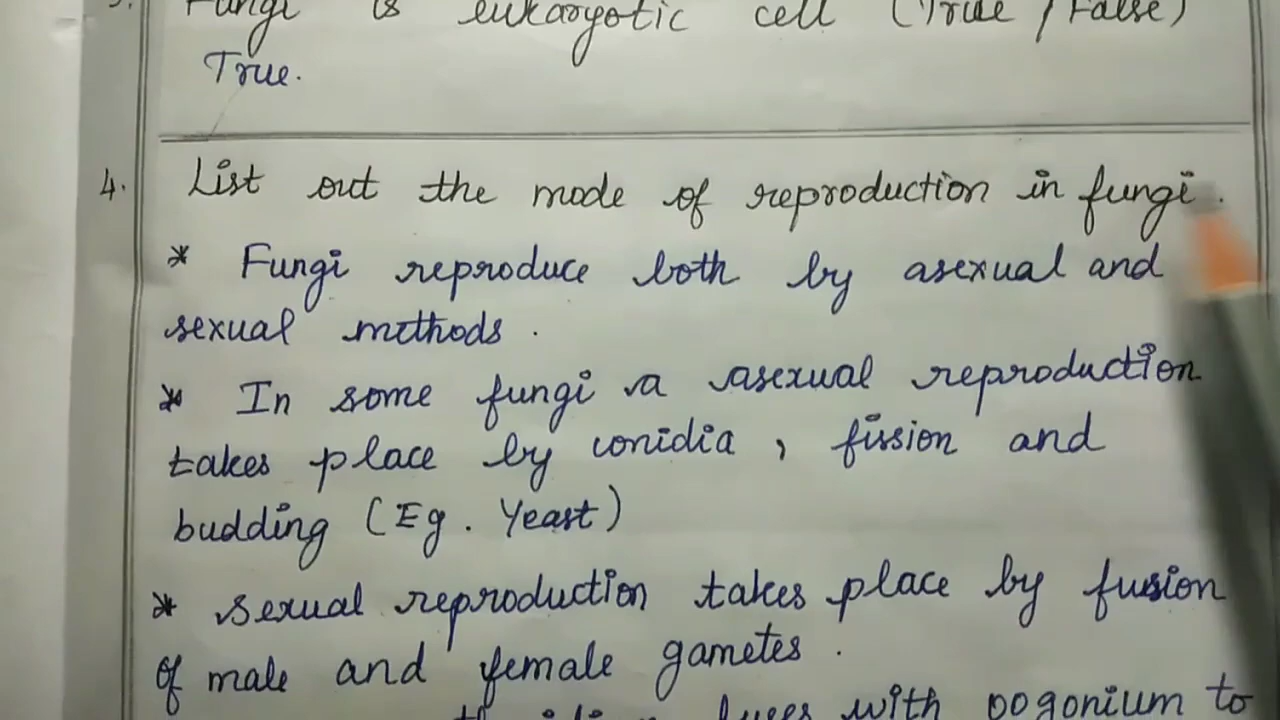 Fungi is eukaryotic cell (True / False)
True.
4. List out the mode of reproduction in fungi.
* Fungi reproduce both by asexual and
sexual methods.
* In some fungi a asexual reproduction
takes place by conidia, fission and
budding (Eg. Yeast)
* sexual reproduction takes place by fusion
of male and female gametes.
with oogonium to